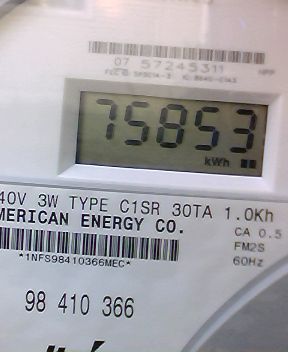 07 57245311
75853
kWh
40V 3W TYPE C1SR 30TA 1.0Kh
MERICAN ENERGY CO.
CA 0.5
FM2S
60Hz
*1NFS98410366MEC*
98 410 366